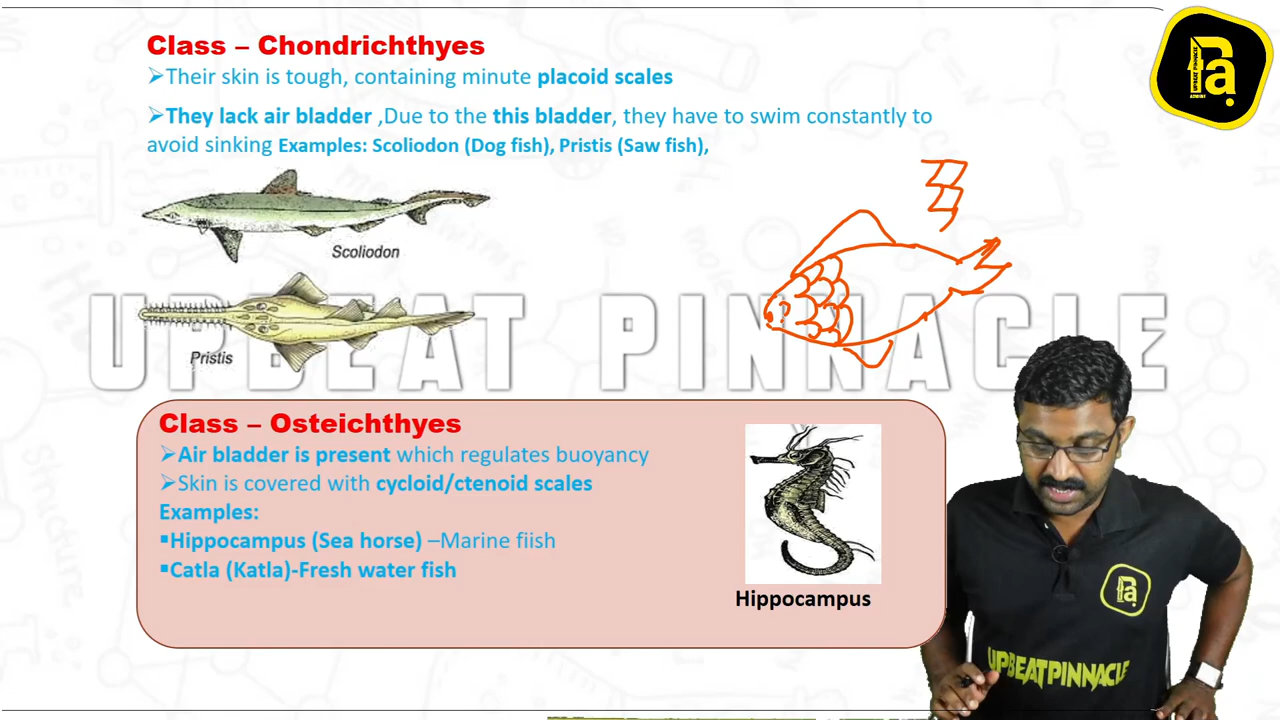 Class – Chondrichthyes
➢Their skin is tough, containing minute placoid scales
➢They lack air bladder ,Due to the this bladder, they have to swim constantly to
avoid sinking Examples: Scoliodon (Dog fish), Pristis (Saw fish),
Scoliodon
Pristis
UPBEAT PINNACLE
Class – Osteichthyes
➢Air bladder is present which regulates buoyancy
➢Skin is covered with cycloid/ctenoid scales
Examples:
▪Hippocampus (Sea horse) –Marine fiish
▪Catla (Katla)-Fresh water fish
Hippocampus
UPBEATPINNACLE